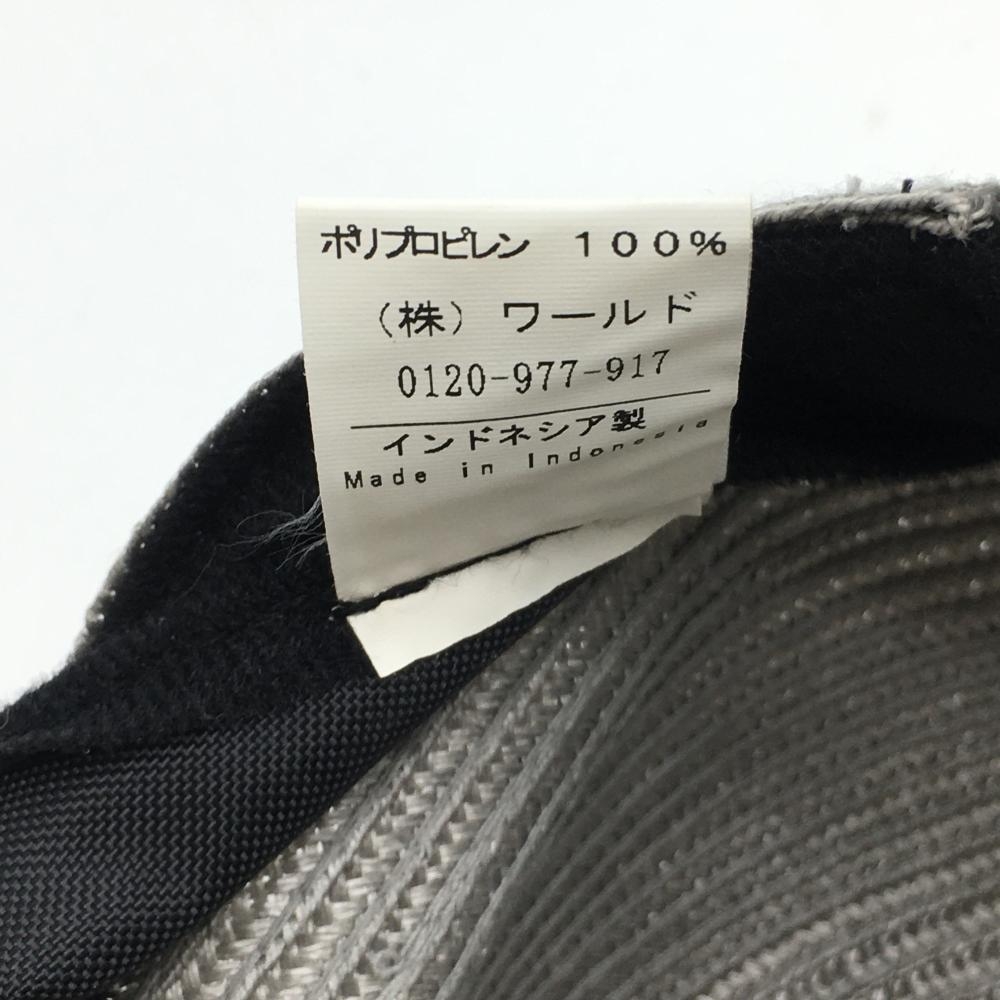 ポリプロピレン　１００％
（株）ワールド
0120-977-917
インドネシア製
Made in Indonesia